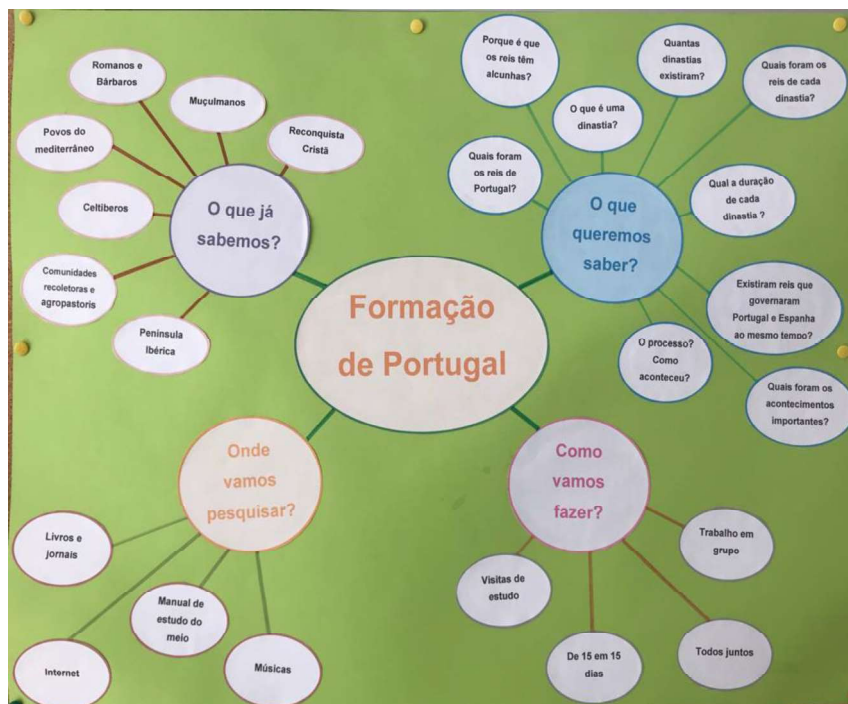 Formação
de Portugal
O que já
sabemos?
Romanos e
Bárbaros
Muçulmanos
Reconquista
Cristã
Povos do
mediterrâneo
Celtiberos
Comunidades
recoletoras e
agropastoris
Península
Ibérica
O que
queremos
saber?
Porque é que
os reis têm
alcunhas?
Quantas
dinastias
existiram?
Quais foram os
reis de cada
dinastia?
O que é uma
dinastia?
Quais foram
os reis de
Portugal?
Qual a duração
de cada
dinastia ?
Existiram reis que
governaram
Portugal e Espanha
ao mesmo tempo?
O processo?
Como
aconteceu?
Quais foram os
acontecimentos
importantes?
Onde
vamos
pesquisar?
Livros e
jornais
Manual de
estudo do
meio
Internet
Músicas
Como
vamos
fazer?
Trabalho em
grupo
Visitas de
estudo
De 15 em 15
dias
Todos juntos